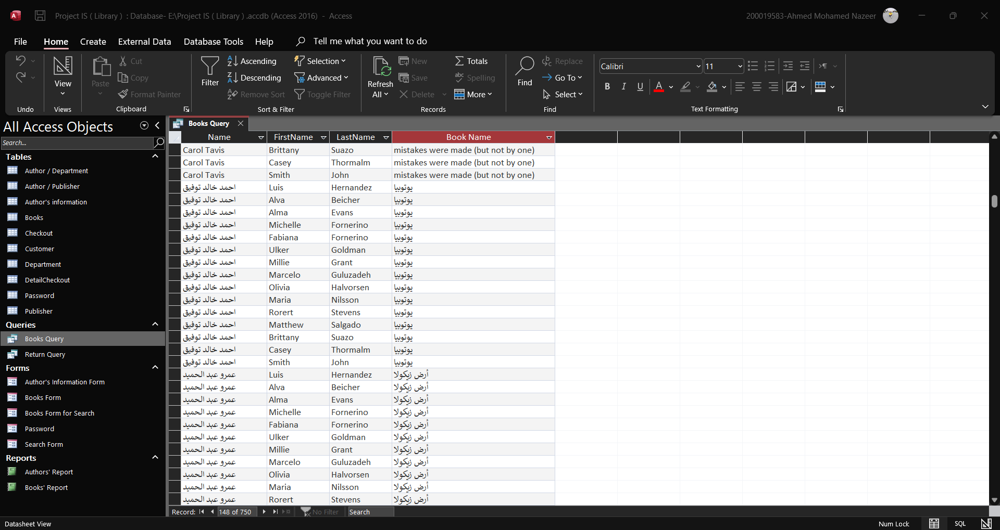 Project IS ( Library )  : Database- E:\Project IS ( Library ) .accdb (Access 2016)  -  Access
200019583-Ahmed Mohamed Nazeer
File Home Create External Data Database Tools Help Tell me what you want to do
Undo
View
Views
Paste
Cut
Copy
Format Painter
Clipboard
Filter
Ascending
Descending
Remove Sort
Selection
Advanced
Toggle Filter
Sort & Filter
Refresh
All
New
Save
Delete
Totals
Spelling
More
Records
Find
Replace
Go To
Select
Find
Calibri 11
B I U A
Text Formatting
All Access Objects
Search...
Tables
Author / Department
Author / Publisher
Author's information
Books
Checkout
Customer
Department
DetailCheckout
Password
Publisher
Queries
Books Query
Return Query
Forms
Author's Information Form
Books Form
Books Form for Search
Password
Search Form
Reports
Authors' Report
Books' Report
Books Query
Name FirstName LastName Book Name
Carol Tavis Brittany Suazo mistakes were made (but not by one)
Carol Tavis Casey Thormalm mistakes were made (but not by one)
Carol Tavis Smith John mistakes were made (but not by one)
احمد خالد توفيق Luis Hernandez يوتوبيا
احمد خالد توفيق Alva Beicher يوتوبيا
احمد خالد توفيق Alma Evans يوتوبيا
احمد خالد توفيق Michelle Fornerino يوتوبيا
احمد خالد توفيق Fabiana Fornerino يوتوبيا
احمد خالد توفيق Ulker Goldman يوتوبيا
احمد خالد توفيق Millie Grant يوتوبيا
احمد خالد توفيق Marcelo Guluzadeh يوتوبيا
احمد خالد توفيق Olivia Halvorsen يوتوبيا
احمد خالد توفيق Maria Nilsson يوتوبيا
احمد خالد توفيق Rorert Stevens يوتوبيا
احمد خالد توفيق Matthew Salgado يوتوبيا
احمد خالد توفيق Brittany Suazo يوتوبيا
احمد خالد توفيق Casey Thormalm يوتوبيا
احمد خالد توفيق Smith John يوتوبيا
عمرو عبد الحميد Luis Hernandez أرض زيكولا
عمرو عبد الحميد Alva Beicher أرض زيكولا
عمرو عبد الحميد Alma Evans أرض زيكولا
عمرو عبد الحميد Michelle Fornerino أرض زيكولا
عمرو عبد الحميد Fabiana Fornerino أرض زيكولا
عمرو عبد الحميد Ulker Goldman أرض زيكولا
عمرو عبد الحميد Millie Grant أرض زيكولا
عمرو عبد الحميد Marcelo Guluzadeh أرض زيكولا
عمرو عبد الحميد Olivia Halvorsen أرض زيكولا
عمرو عبد الحميد Maria Nilsson أرض زيكولا
عمرو عبد الحميد Rorert Stevens أرض زيكولا
Record: 148 of 750 No Filter Search
Datasheet View Num Lock SQL